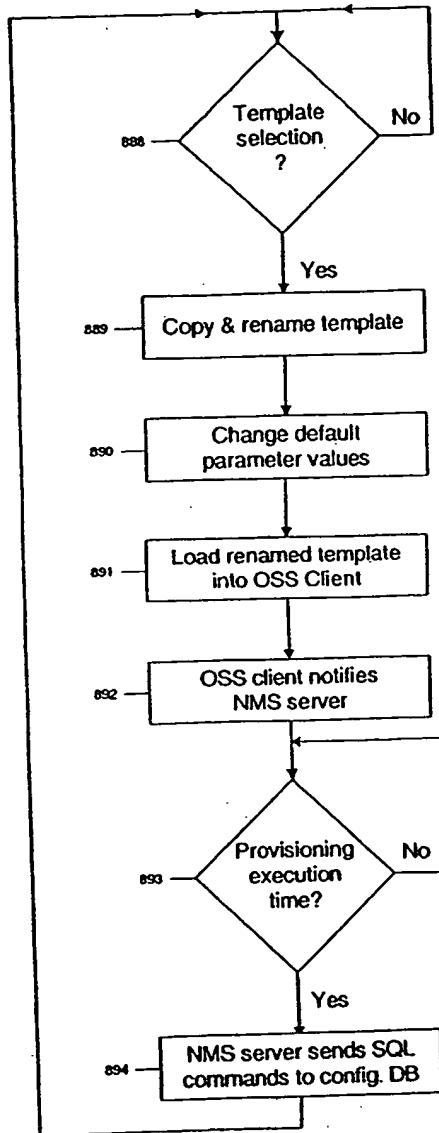 Template
selection
?
888
No
Yes
889
Copy & rename template
890
Change default
parameter values
891
Load renamed template
into OSS Client
892
OSS client notifies
NMS server
893
Provisioning
execution
time?
No
Yes
894
NMS server sends SQL
commands to config. DB